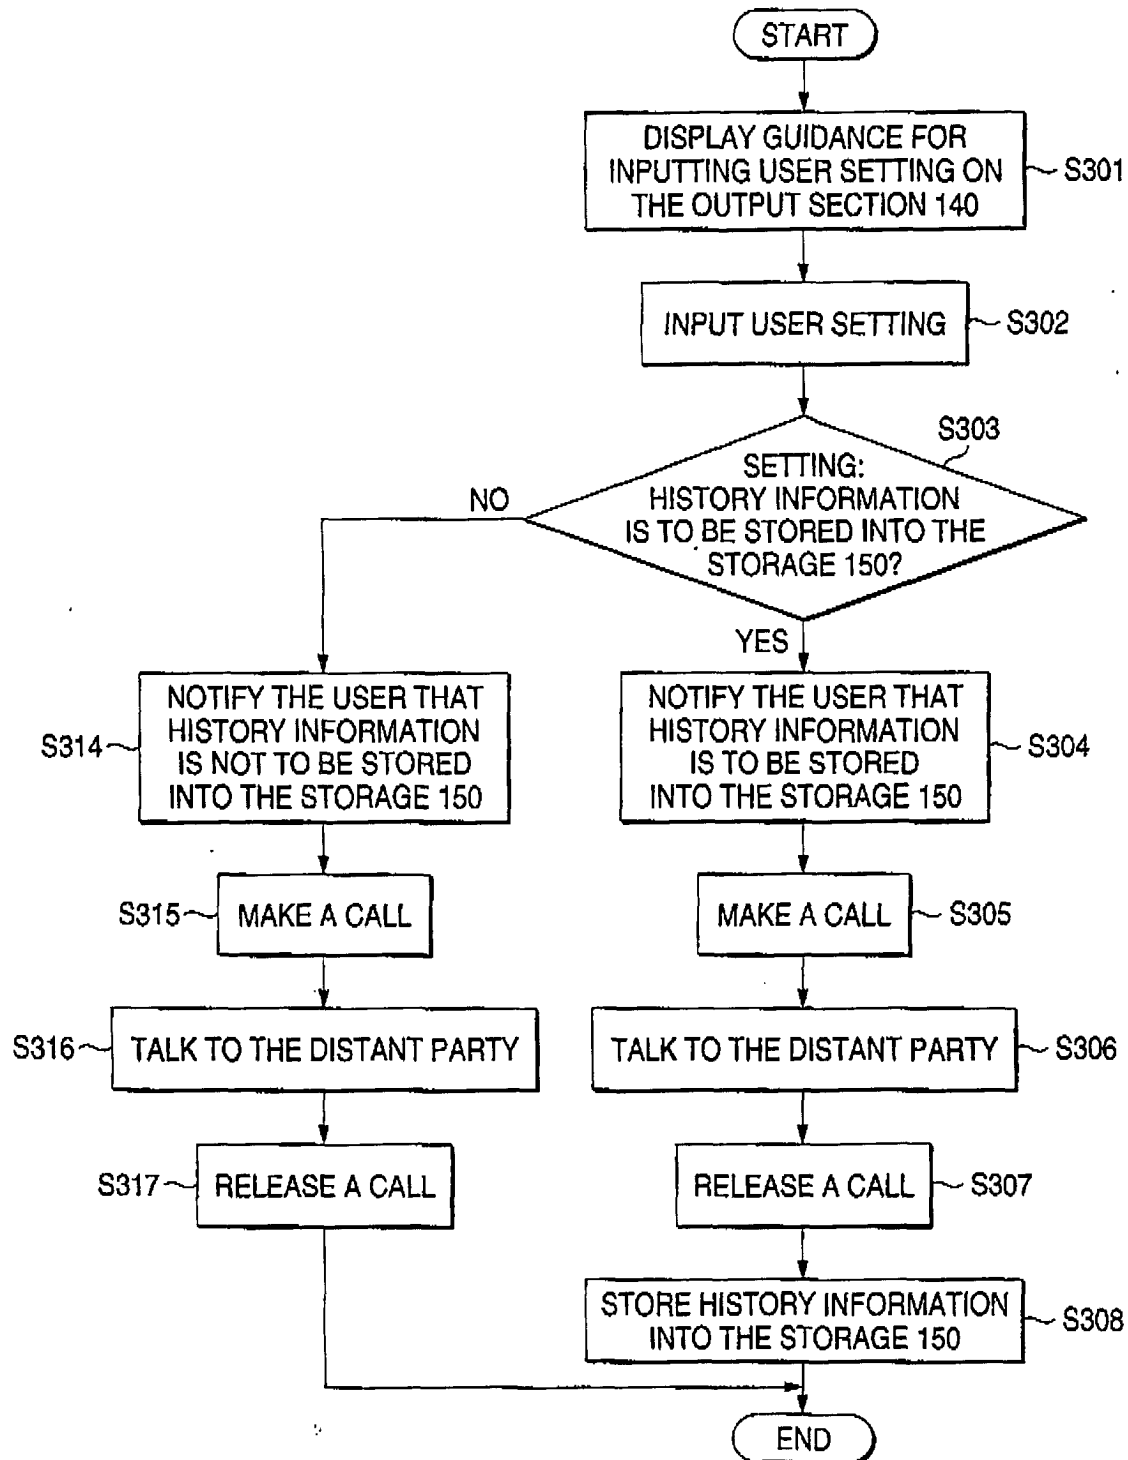 START
DISPLAY GUIDANCE FOR
INPUTTING USER SETTING ON
THE OUTPUT SECTION 140
S301
INPUT USER SETTING
S302
S303
SETTING:
HISTORY INFORMATION
IS TO BE STORED INTO THE
STORAGE 150?
NO
YES
NOTIFY THE USER THAT
HISTORY INFORMATION
IS NOT TO BE STORED
INTO THE STORAGE 150
S314
NOTIFY THE USER THAT
HISTORY INFORMATION
IS TO BE STORED
INTO THE STORAGE 150
S304
S315
MAKE A CALL
MAKE A CALL
S305
S316
TALK TO THE DISTANT PARTY
TALK TO THE DISTANT PARTY
S306
S317
RELEASE A CALL
RELEASE A CALL
S307
STORE HISTORY INFORMATION
INTO THE STORAGE 150
S308
END